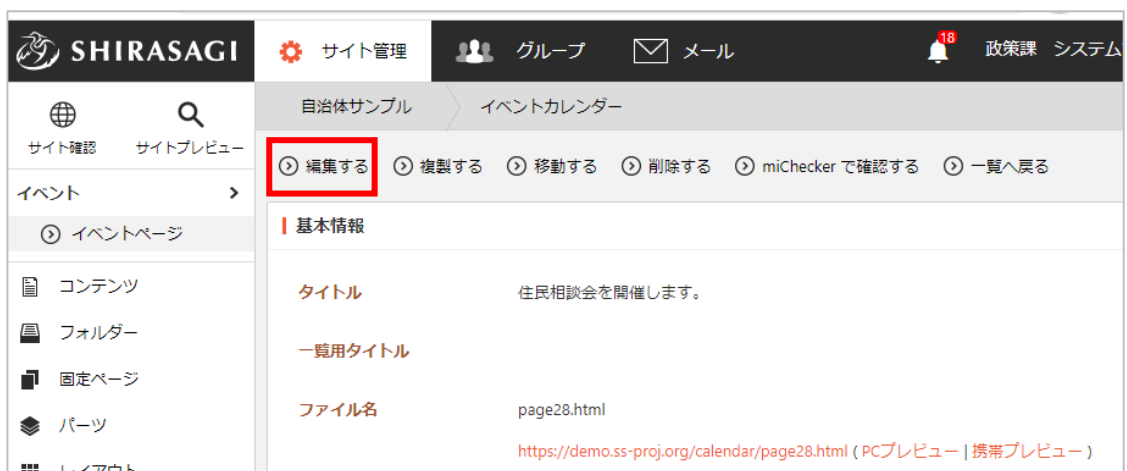 SHIRASAGI サイト管理 グループ メール 18 政策課 システム
サイト確認 サイトプレビュー
自治体サンプル イベントカレンダー
編集する 複製する 移動する 削除する miChecker で確認する 一覧へ戻る
イベント
イベントページ
コンテンツ
フォルダー
固定ページ
パーツ
レイアウト
基本情報
タイトル 住民相談会を開催します。
一覧用タイトル
ファイル名 page28.html
https://demo.ss-proj.org/calendar/page28.html ( PCプレビュー | 携帯プレビュー )